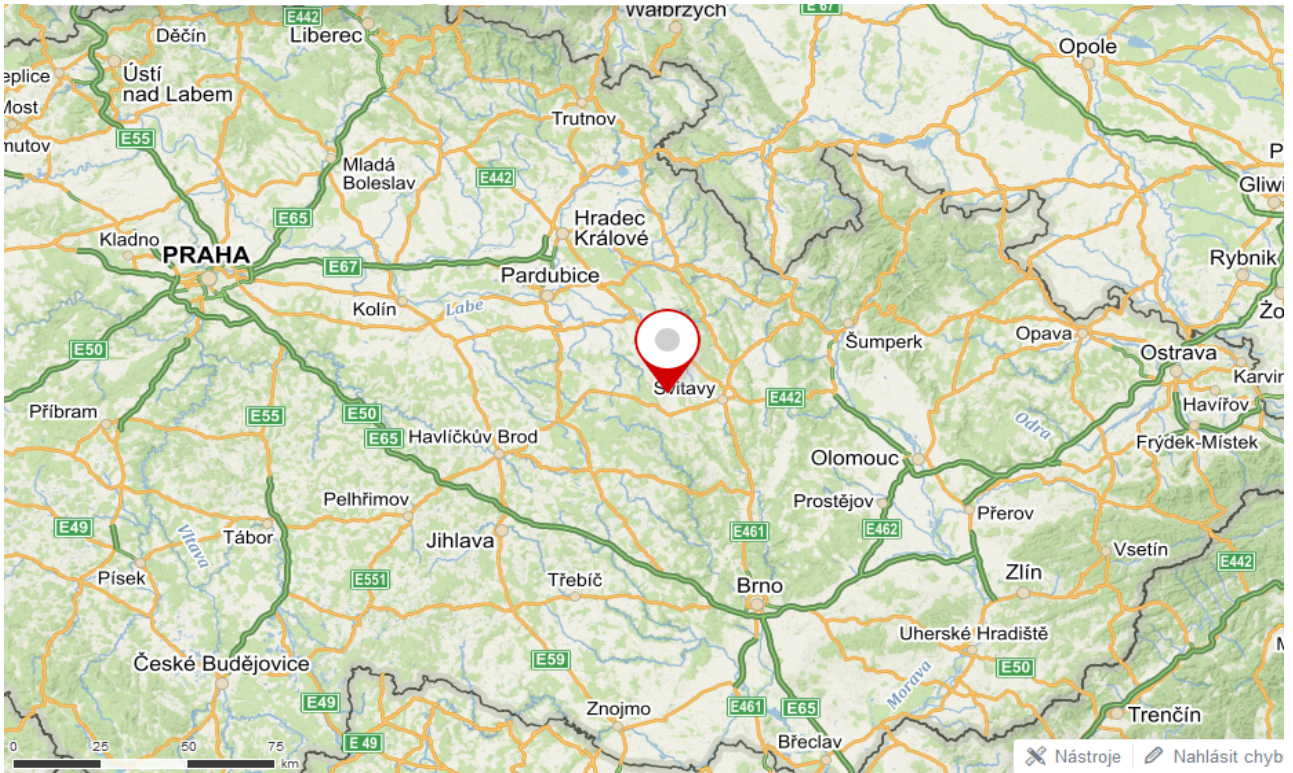 E442
Děčín
Liberec
Wałbrzych
E 67
Opole
eplice
Ústí
nad Labem
Most
mutov
E55
Trutnov
Mladá
Boleslav
E442
P
Gliwi
E65
Hradec
Králové
Kladno
PRAHA
E67
Pardubice
Rybnik
Kolín
Labe
Żo
E50
Šumperk
Opava
Ostrava
Karvin
Svitavy
E442
Havířov
Příbram
E55
E50
E65
Havlíčkův Brod
Odra
Frýdek-Místek
Olomouc
Pelhřimov
Prostějov
Přerov
E49
Vltava
Tábor
Jihlava
E461
E462
Vsetín
E442
Písek
E551
Třebíč
Brno
Zlín
Uherské Hradiště
České Budějovice
E59
E50
Morava
E49
Znojmo
E461
E65
Trenčín
E 49
Břeclav
0 25 50 75 km
Nástroje
Nahlásit chyb